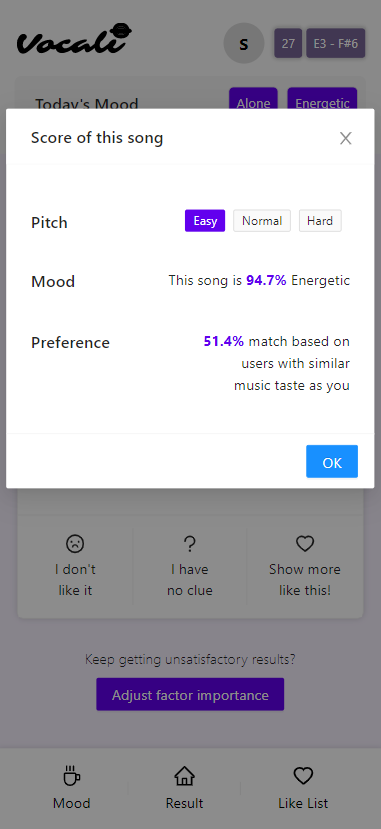 Vocali
S
27
E3 - F#6
Today's Mood
Alone
Energetic
Score of this song
Pitch
Easy
Normal
Hard
Mood
This song is 94.7% Energetic
Preference
51.4% match based on
users with similar
music taste as you
OK
I don't
like it
I have
no clue
Show more
like this!
Keep getting unsatisfactory results?
Adjust factor importance
Mood
Result
Like List